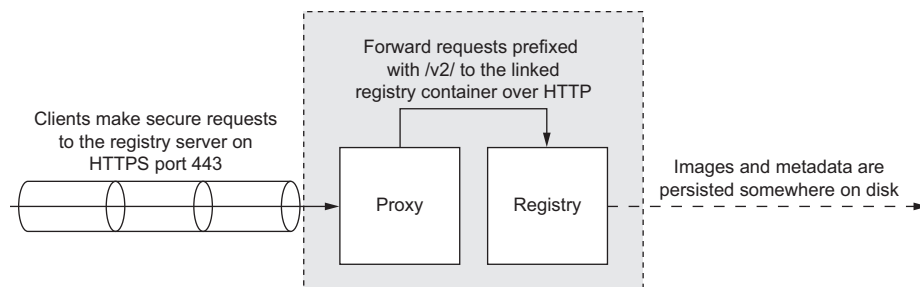 Forward requests prefixed
with /v2/ to the linked
registry container over HTTP
Clients make secure requests
to the registry server on
HTTPS port 443
Proxy
Registry
Images and metadata are
persisted somewhere on disk